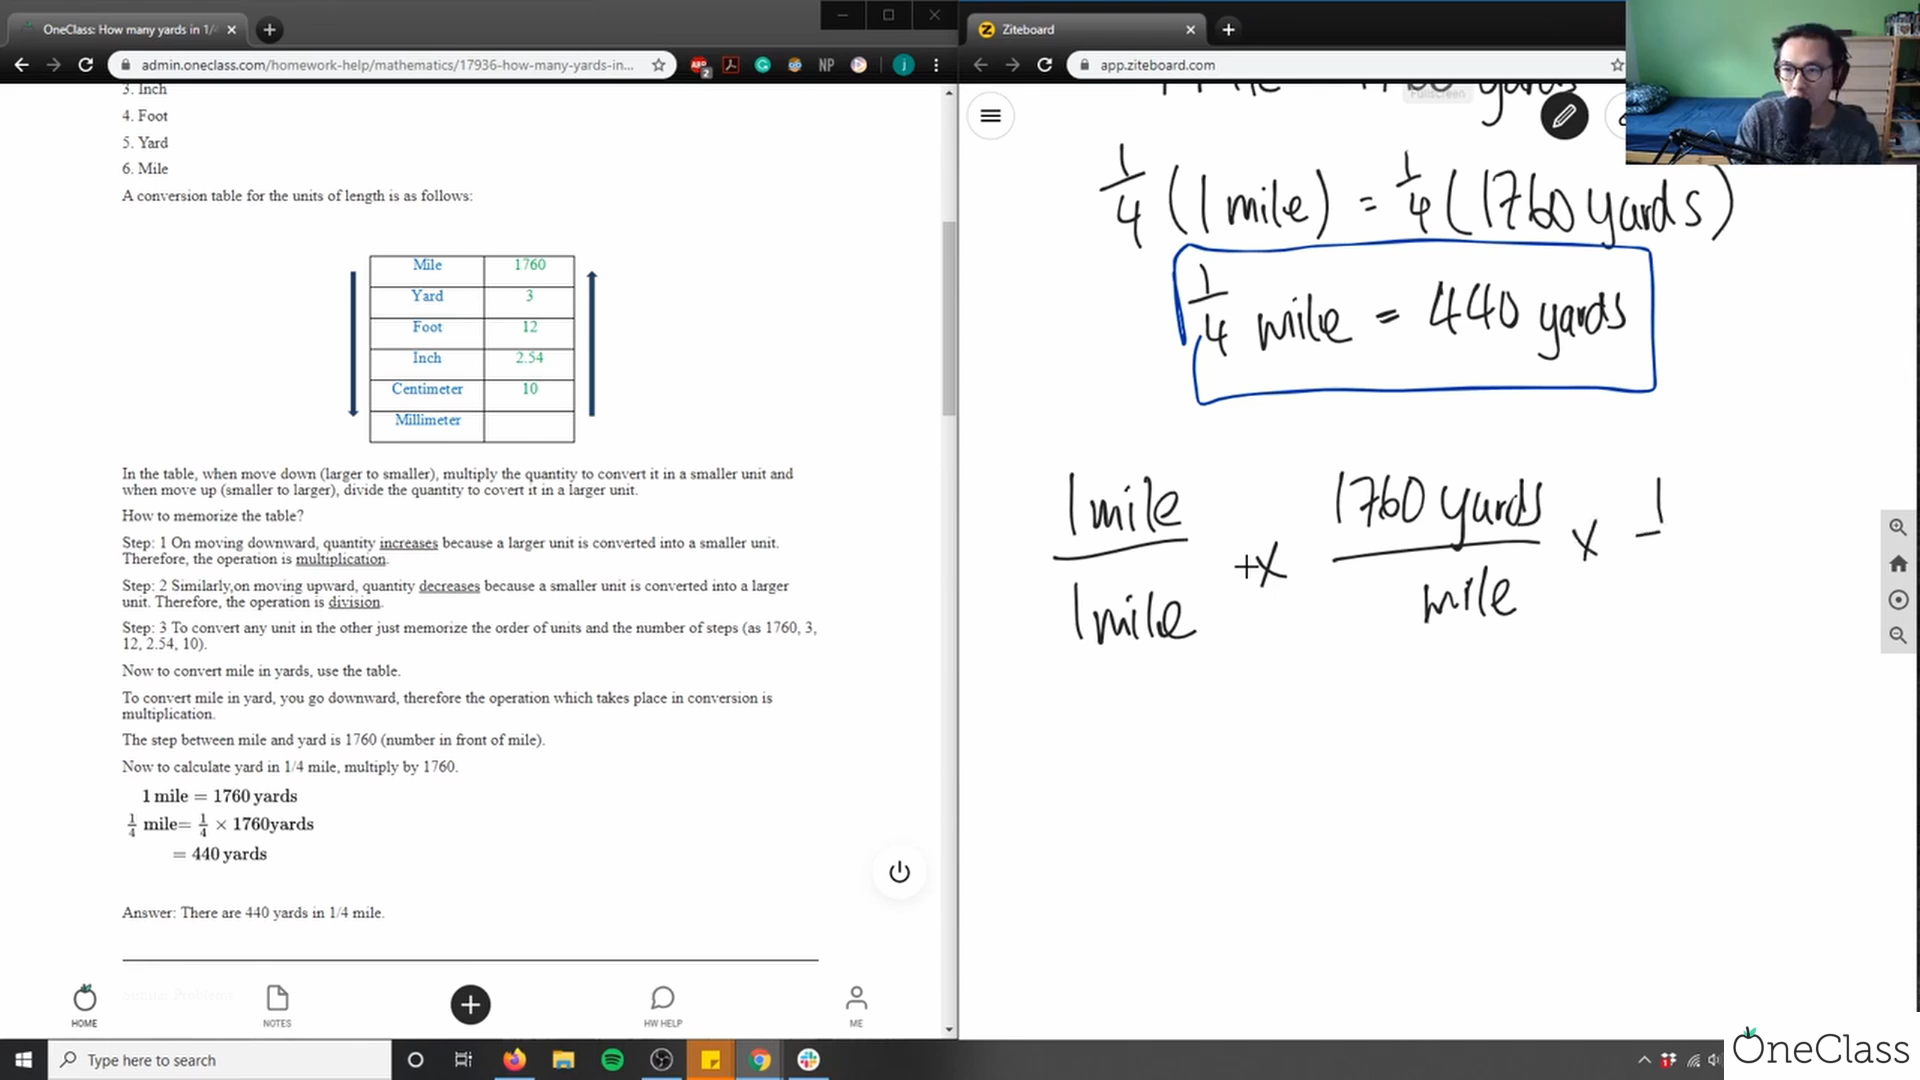 OneClass: How many yards in 1/4
admin.oneclass.com/homework-help/mathematics/17936-how-many-yards-in...
2
NP
j
3. Inch
4. Foot
5. Yard
6. Mile
A conversion table for the units of length is as follows:
Mile 1760
Yard 3
Foot 12
Inch 2.54
Centimeter 10
Millimeter
In the table, when move down (larger to smaller), multiply the quantity to convert it in a smaller unit and
when move up (smaller to larger), divide the quantity to covert it in a larger unit.
How to memorize the table?
Step: 1 On moving downward, quantity increases because a larger unit is converted into a smaller unit.
Therefore, the operation is multiplication.
Step: 2 Similarly,on moving upward, quantity decreases because a smaller unit is converted into a larger
unit. Therefore, the operation is division.
Step: 3 To convert any unit in the other just memorize the order of units and the number of steps (as 1760, 3,
12, 2.54, 10).
Now to convert mile in yards, use the table.
To convert mile in yard, you go downward, therefore the operation which takes place in conversion is
multiplication.
The step between mile and yard is 1760 (number in front of mile).
Now to calculate yard in 1/4 mile, multiply by 1760.
1 mile = 1760 yards
1/4 mile= 1/4 × 1760yards
= 440 yards
Answer: There are 440 yards in 1/4 mile.
Similar Problems
HOME NOTES HW HELP ME
Type here to search
Ziteboard
app.ziteboard.com
Fullscreen
1 mile = 1760 yards
1/4 (1 mile) = 1/4 (1760 yards)
1/4 mile = 440 yards
1 mile / 1 mile × 1760 yards / mile × 1
OneClass